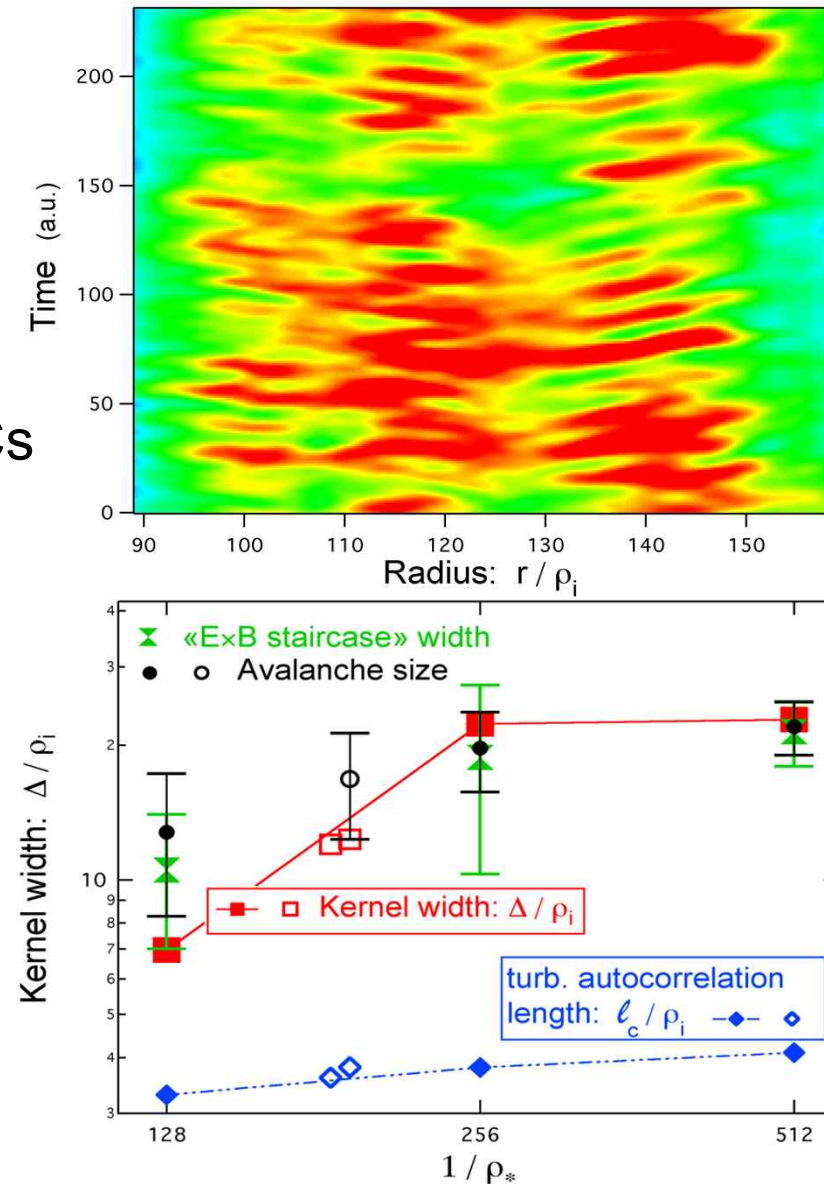 200
150
100
50
0
Time (a.u.)
90 100 110 120 130 140 150
Radius: r / ρᵢ
4
3
2
10
9
8
7
6
5
4
3
Kernel width: Δ / ρᵢ
«E×B staircase» width
Avalanche size
Kernel width: Δ / ρᵢ
turb. autocorrelation
length: ℓ_c / ρᵢ
128 256 512
1 / ρ*